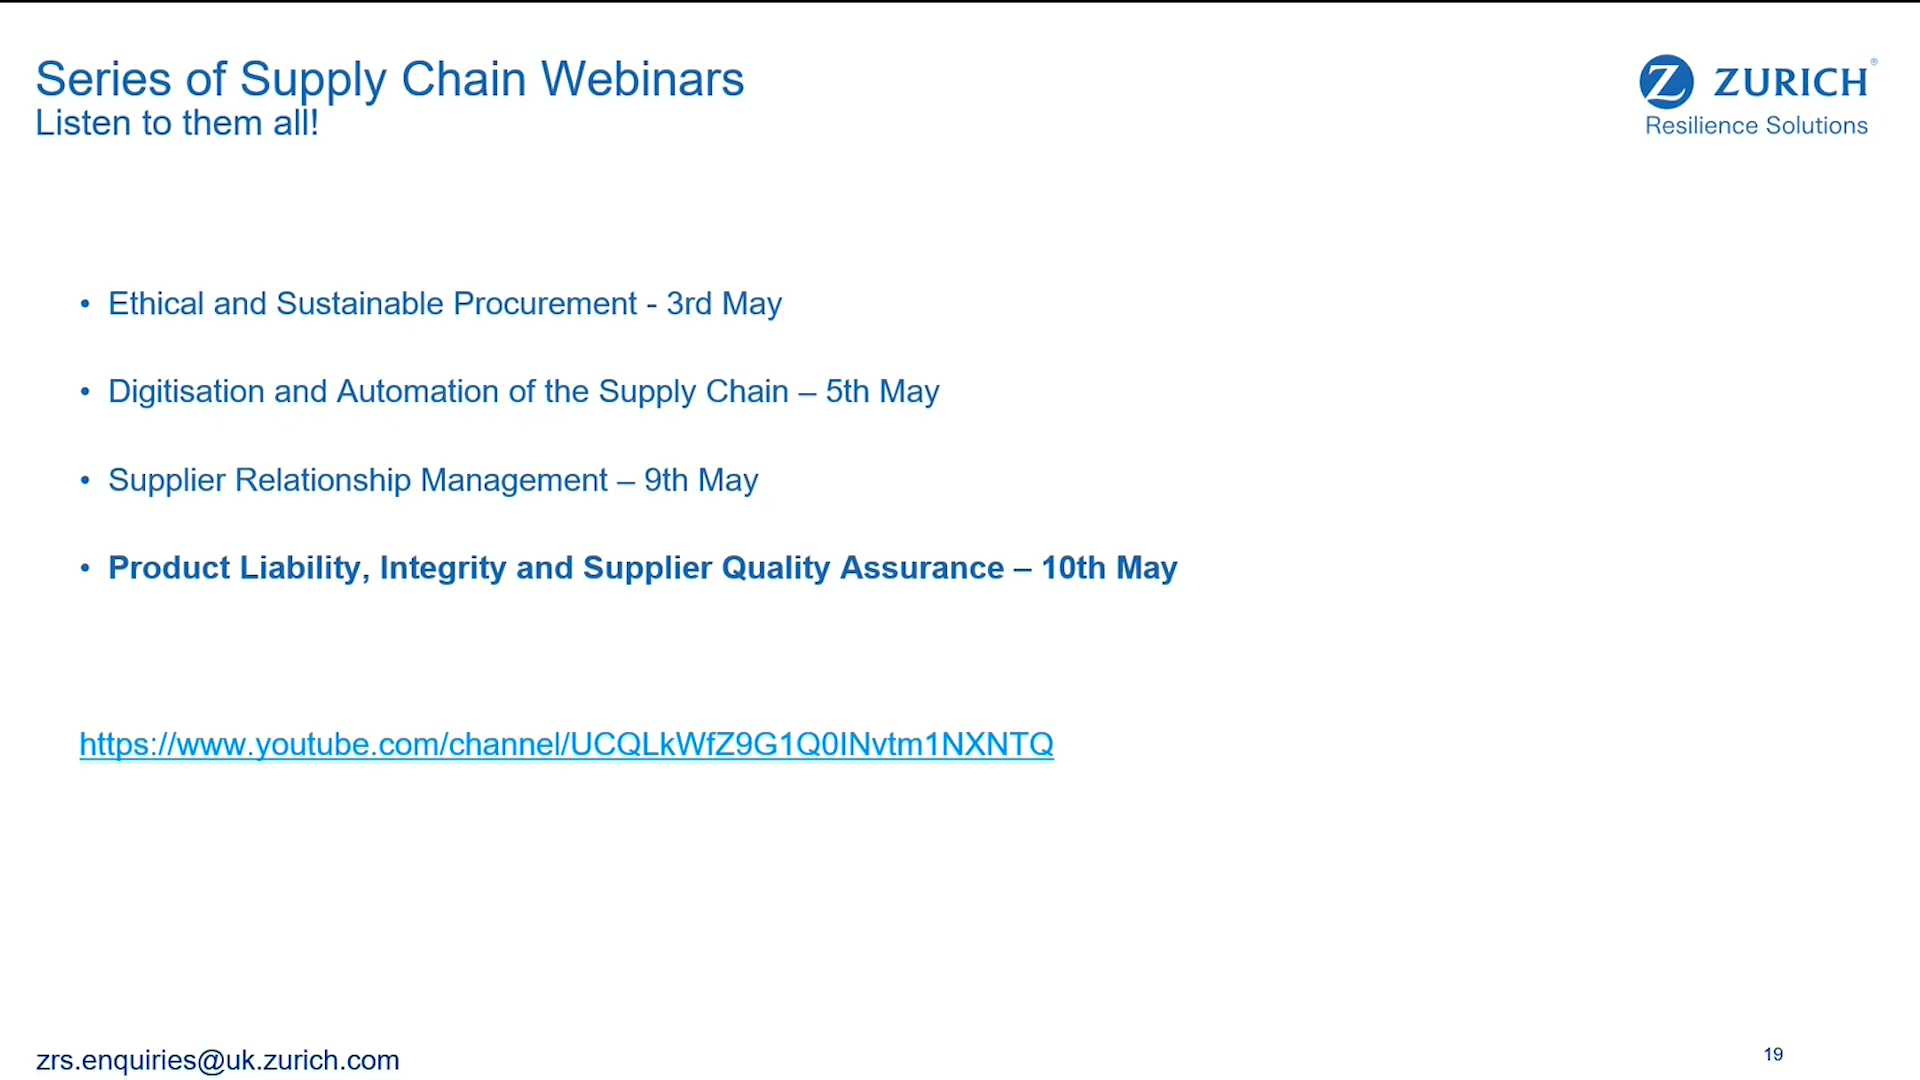 Series of Supply Chain Webinars
Listen to them all!
Z ZURICH®
Resilience Solutions
• Ethical and Sustainable Procurement - 3rd May
• Digitisation and Automation of the Supply Chain – 5th May
• Supplier Relationship Management – 9th May
• Product Liability, Integrity and Supplier Quality Assurance – 10th May
https://www.youtube.com/channel/UCQLkWfZ9G1Q0INvtm1NXNTQ
zrs.enquiries@uk.zurich.com
19